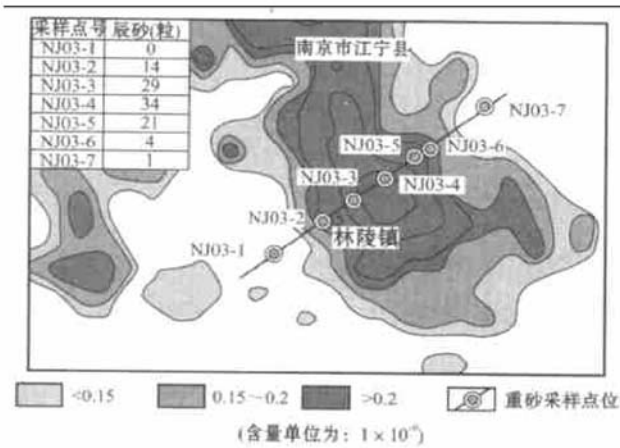 采样点号 辰砂(粒)
NJ03-1 0
NJ03-2 14
NJ03-3 29
NJ03-4 34
NJ03-5 21
NJ03-6 4
NJ03-7 1
南京市江宁县
NJ03-7
NJ03-5
NJ03-6
NJ03-3
NJ03-4
NJ03-2
林陵镇
NJ03-1
<0.15
0.15~0.2
>0.2
重砂采样点位
(含量单位为: 1×10⁻⁶)